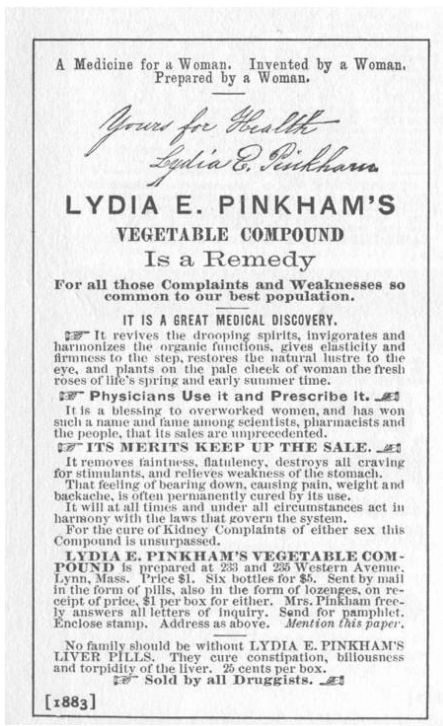 A Medicine for a Woman. Invented by a Woman.
Prepared by a Woman.
Yours for Health
Lydia E. Pinkham
LYDIA E. PINKHAM'S
VEGETABLE COMPOUND
Is a Remedy
For all those Complaints and Weaknesses so
common to our best population.
IT IS A GREAT MEDICAL DISCOVERY.
☞ It revives the drooping spirits, invigorates and
harmonizes the organic functions, gives elasticity and
firmness to the step, restores the natural lustre to the
eye, and plants on the pale cheek of woman the fresh
roses of life's spring and early summer time.
☞ Physicians Use it and Prescribe it. ☜
It is a blessing to overworked women, and has won
such a name and fame among scientists, pharmacists and
the people, that its sales are unprecedented.
☞ ITS MERITS KEEP UP THE SALE. ☜
It removes faintness, flatulency, destroys all craving
for stimulants, and relieves weakness of the stomach.
That feeling of bearing down, causing pain, weight and
backache, is often permanently cured by its use.
It will at all times and under all circumstances act in
harmony with the laws that govern the system.
For the cure of Kidney Complaints of either sex this
Compound is unsurpassed.
LYDIA E. PINKHAM'S VEGETABLE COM-
POUND is prepared at 233 and 235 Western Avenue,
Lynn, Mass. Price $1. Six bottles for $5. Sent by mail
in the form of pills, also in the form of lozenges, on re-
ceipt of price, $1 per box for either. Mrs. Pinkham free-
ly answers all letters of inquiry. Send for pamphlet.
Enclose stamp. Address as above. Mention this paper.
No family should be without LYDIA E. PINKHAM'S
LIVER PILLS. They cure constipation, biliousness
and torpidity of the liver. 25 cents per box.
☞ Sold by all Druggists. ☜
[1883]